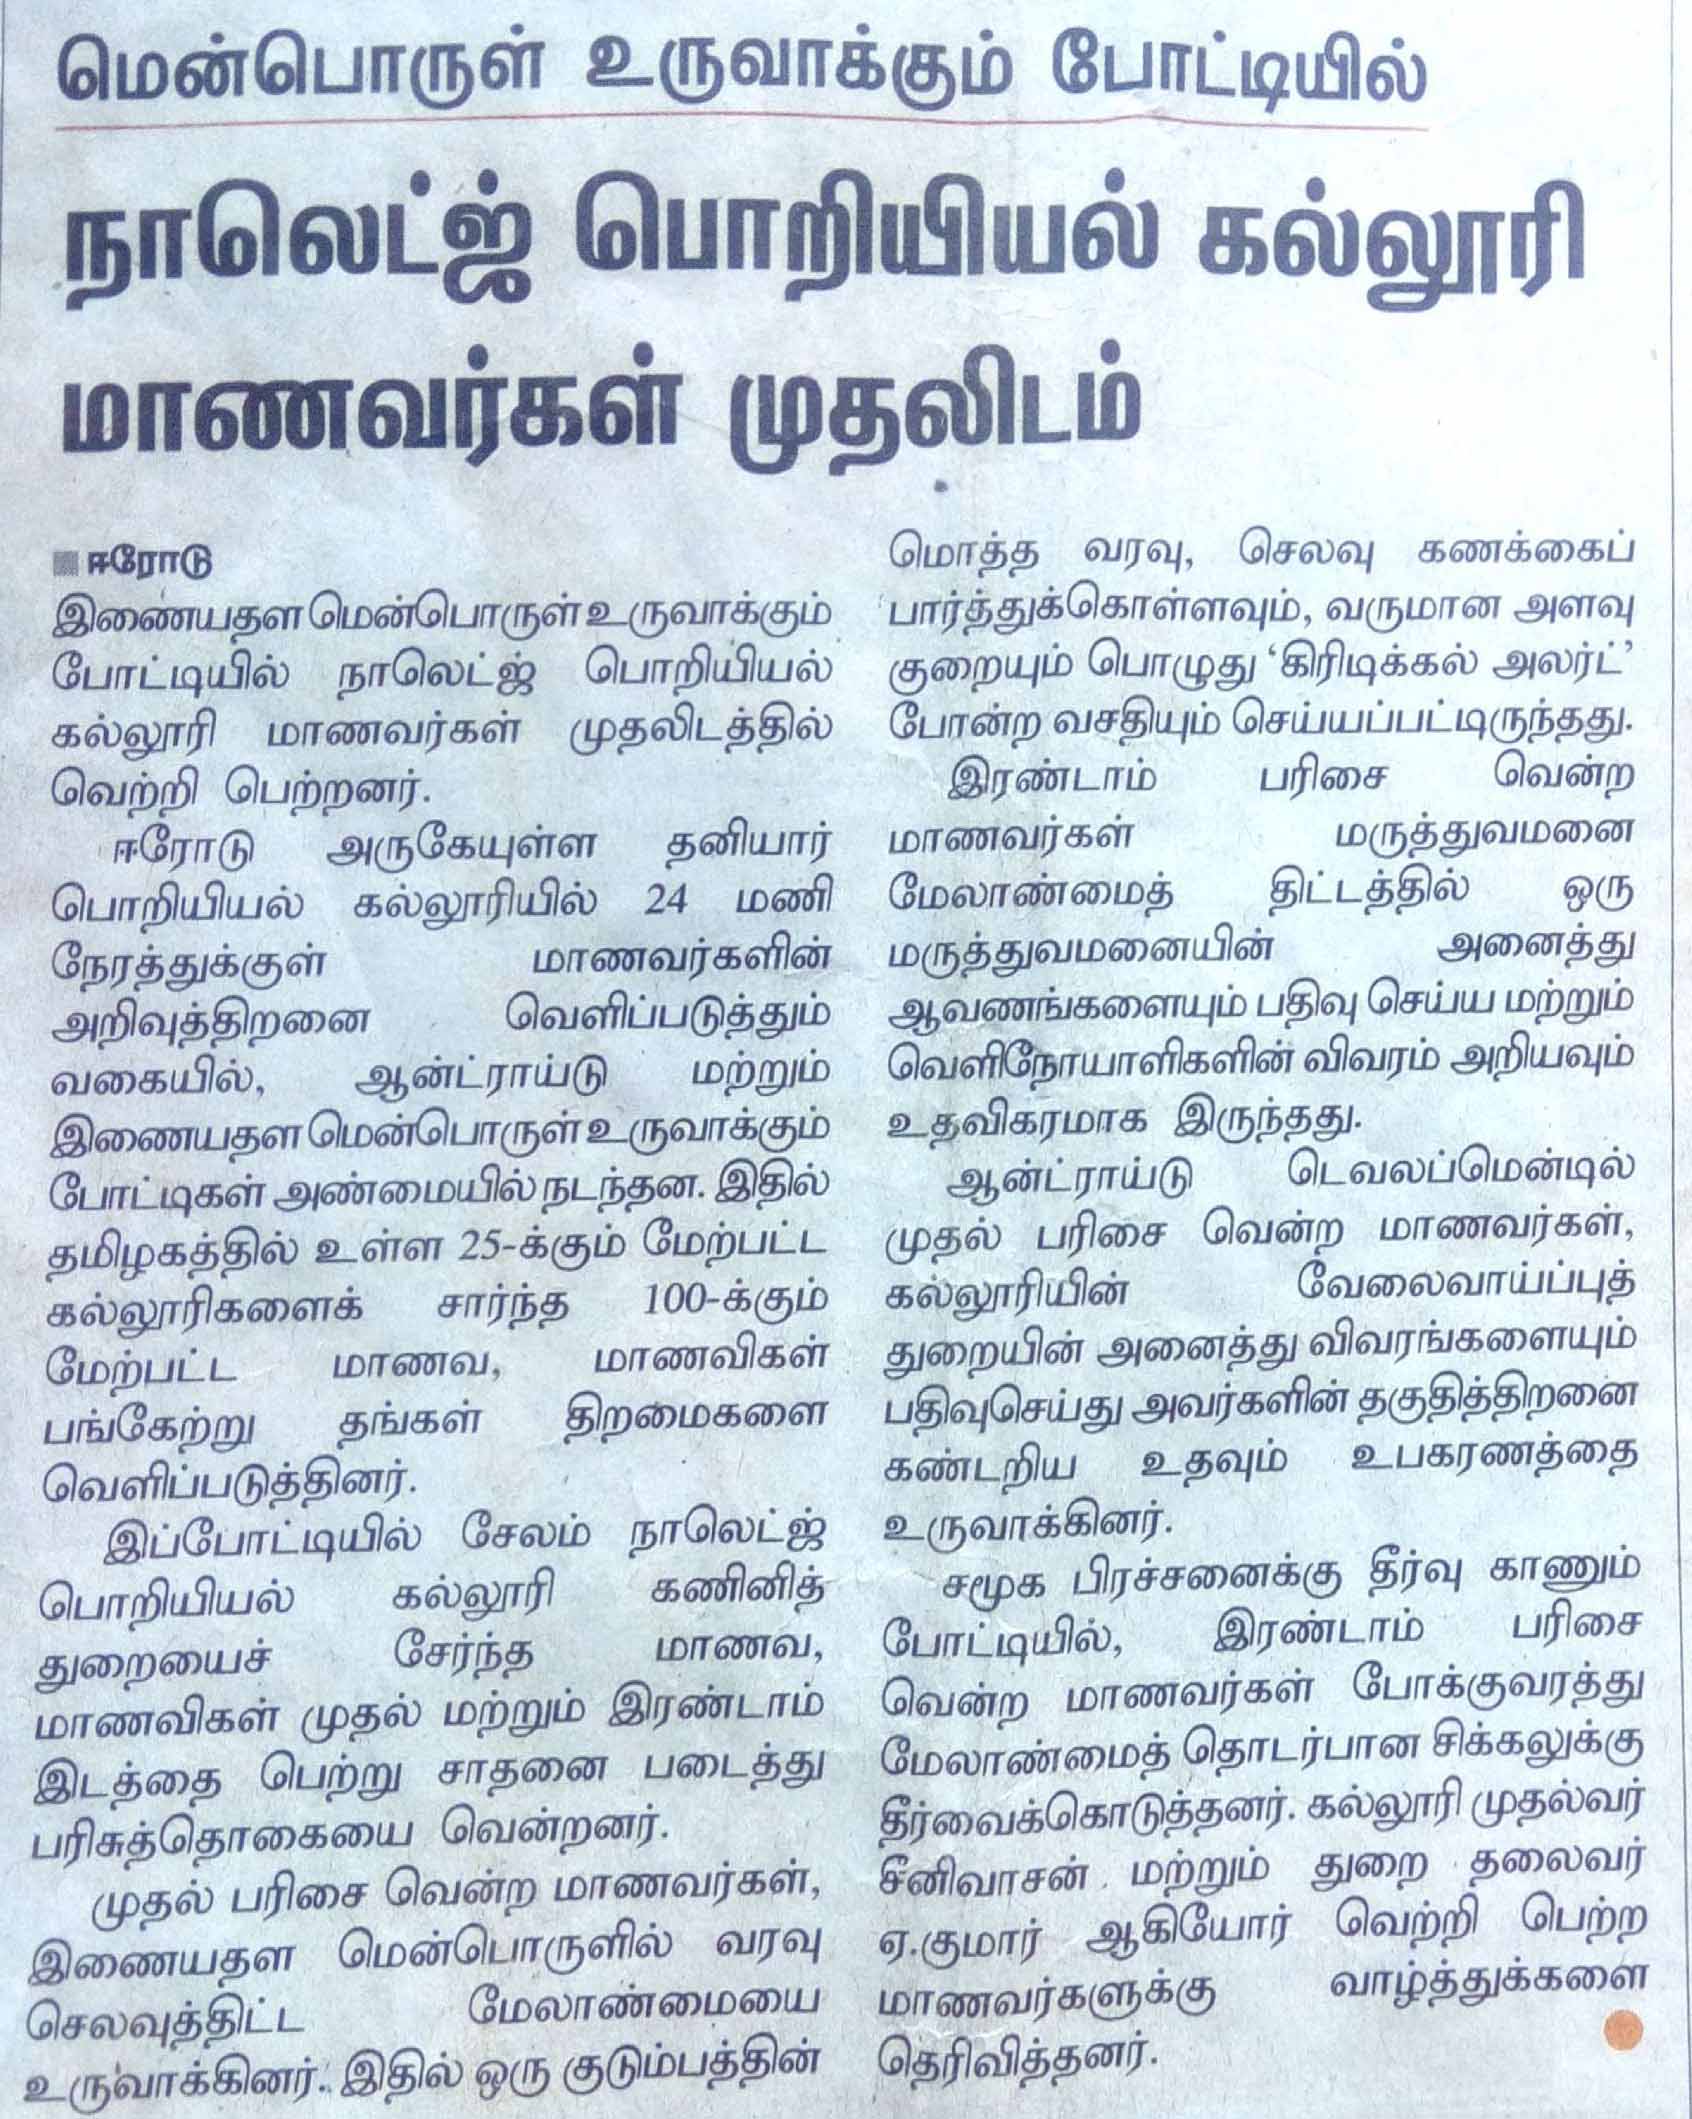 மென்பொருள் உருவாக்கும் போட்டியில்
நாலெட்ஜ் பொறியியல் கல்லூரி
மாணவர்கள் முதலிடம்
ஈரோடு
இணையதள மென்பொருள் உருவாக்கும்
போட்டியில் நாலெட்ஜ் பொறியியல்
கல்லூரி மாணவர்கள் முதலிடத்தில்
வெற்றி பெற்றனர்.
ஈரோடு அருகேயுள்ள தனியார்
பொறியியல் கல்லூரியில் 24 மணி
நேரத்துக்குள் மாணவர்களின்
அறிவுத்திறனை வெளிப்படுத்தும்
வகையில், ஆன்ட்ராய்டு மற்றும்
இணையதள மென்பொருள் உருவாக்கும்
போட்டிகள் அண்மையில் நடந்தன. இதில்
தமிழகத்தில் உள்ள 25-க்கும் மேற்பட்ட
கல்லூரிகளைக் சார்ந்த 100-க்கும்
மேற்பட்ட மாணவ, மாணவிகள்
பங்கேற்று தங்கள் திறமைகளை
வெளிப்படுத்தினர்.
இப்போட்டியில் சேலம் நாலெட்ஜ்
பொறியியல் கல்லூரி கணினித்
துறையைச் சேர்ந்த மாணவ,
மாணவிகள் முதல் மற்றும் இரண்டாம்
இடத்தை பெற்று சாதனை படைத்து
பரிசுத்தொகையை வென்றனர்.
முதல் பரிசை வென்ற மாணவர்கள்,
இணையதள மென்பொருளில் வரவு
செலவுத்திட்ட மேலாண்மையை
உருவாக்கினர். இதில் ஒரு குடும்பத்தின்
மொத்த வரவு, செலவு கணக்கைப்
பார்த்துக்கொள்ளவும், வருமான அளவு
குறையும் பொழுது 'கிரிடிக்கல் அலர்ட்'
போன்ற வசதியும் செய்யப்பட்டிருந்தது.
இரண்டாம் பரிசை வென்ற
மாணவர்கள் மருத்துவமனை
மேலாண்மைத் திட்டத்தில் ஒரு
மருத்துவமனையின் அனைத்து
ஆவணங்களையும் பதிவு செய்ய மற்றும்
வெளிநோயாளிகளின் விவரம் அறியவும்
உதவிகரமாக இருந்தது.
ஆன்ட்ராய்டு டெவலப்மென்டில்
முதல் பரிசை வென்ற மாணவர்கள்,
கல்லூரியின் வேலைவாய்ப்புத்
துறையின் அனைத்து விவரங்களையும்
பதிவுசெய்து அவர்களின் தகுதித்திறனை
கண்டறிய உதவும் உபகரணத்தை
உருவாக்கினர்.
சமூக பிரச்சனைக்கு தீர்வு காணும்
போட்டியில், இரண்டாம் பரிசை
வென்ற மாணவர்கள் போக்குவரத்து
மேலாண்மைத் தொடர்பான சிக்கலுக்கு
தீர்வைக்கொடுத்தனர். கல்லூரி முதல்வர்
சீனிவாசன் மற்றும் துறை தலைவர்
ஏ.குமார் ஆகியோர் வெற்றி பெற்ற
மாணவர்களுக்கு வாழ்த்துக்களை
தெரிவித்தனர்.